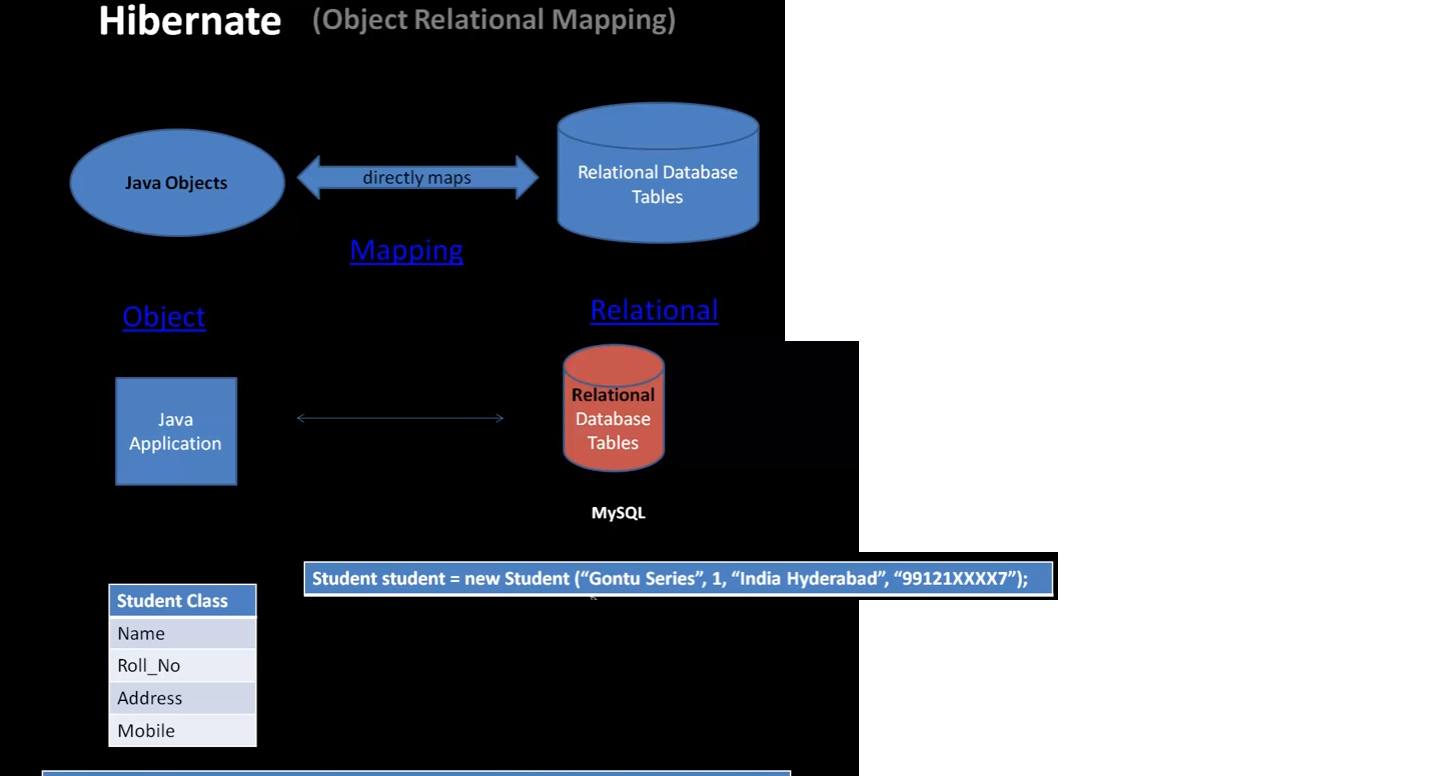 Hibernate (Object Relational Mapping)
Java Objects
directly maps
Relational Database
Tables
Mapping
Object
Relational
Java
Application
Relational
Database
Tables
MySQL
Student student = new Student (“Gontu Series”, 1, “India Hyderabad”, “99121XXXX7”);
Student Class
Name
Roll_No
Address
Mobile